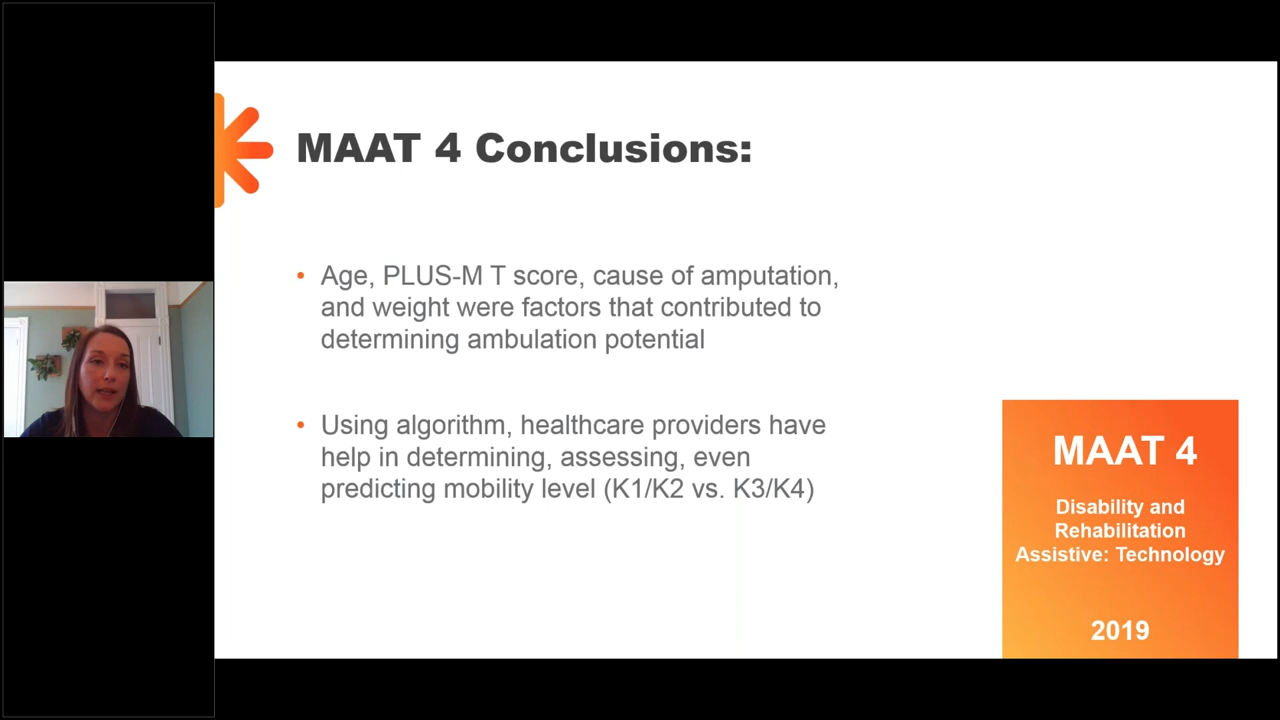 MAAT 4 Conclusions:
• Age, PLUS-M T score, cause of amputation,
and weight were factors that contributed to
determining ambulation potential
• Using algorithm, healthcare providers have
help in determining, assessing, even
predicting mobility level (K1/K2 vs. K3/K4)
MAAT 4
Disability and
Rehabilitation
Assistive: Technology
2019